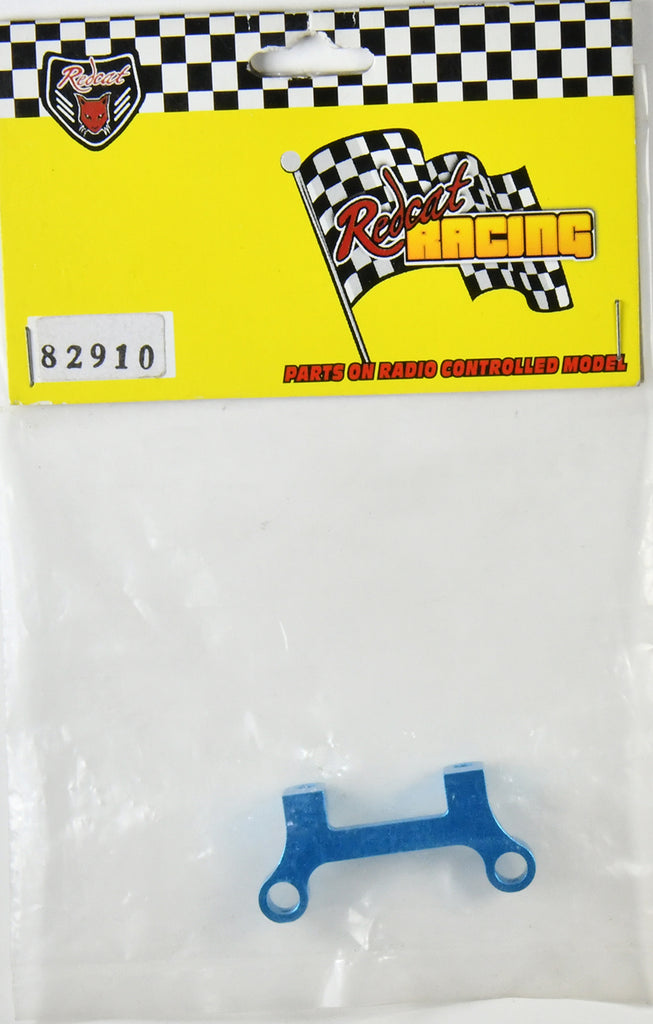 Redcat
Redcat
RACING
82910
PARTS ON RADIO CONTROLLED MODEL